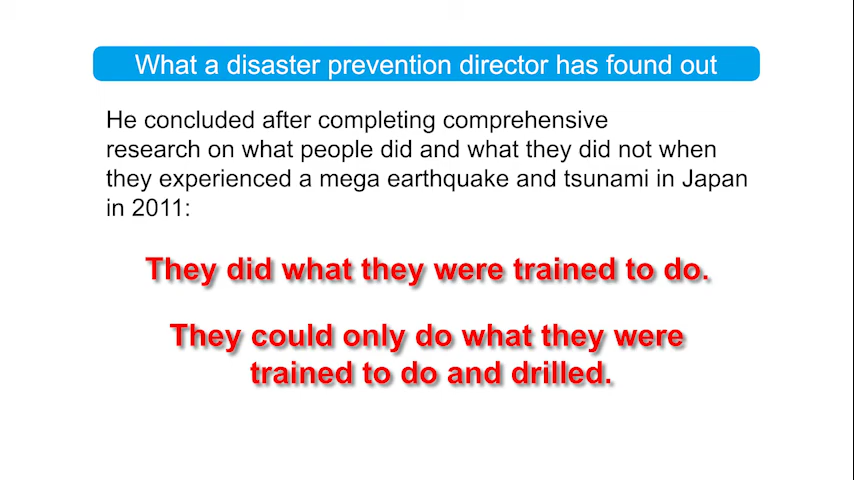 What a disaster prevention director has found out
He concluded after completing comprehensive
research on what people did and what they did not when
they experienced a mega earthquake and tsunami in Japan
in 2011:
They did what they were trained to do.
They could only do what they were
trained to do and drilled.